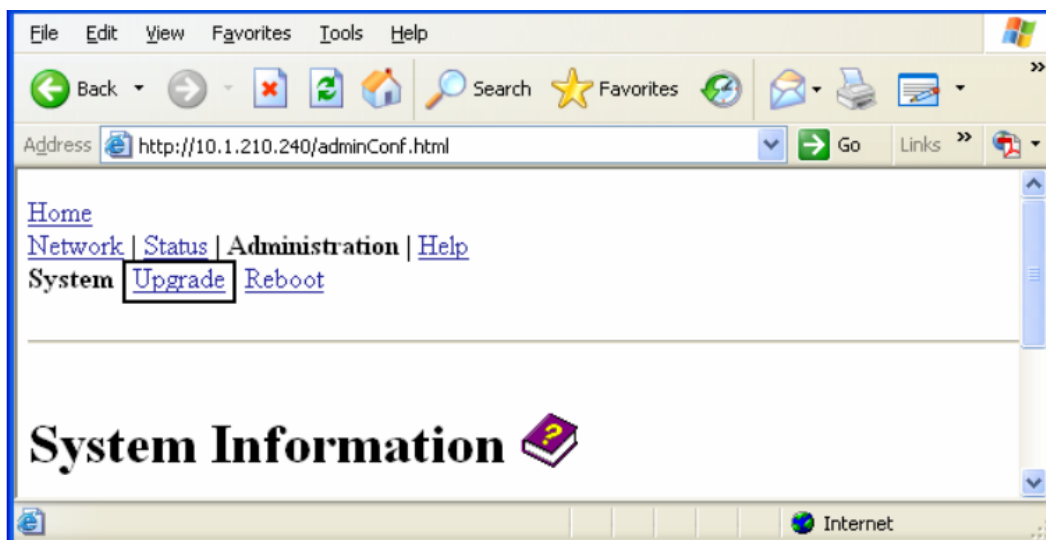 File Edit View Favorites Tools Help
Back Search Favorites »
Address http://10.1.210.240/adminConf.html Go Links »
Home
Network | Status | Administration | Help
System Upgrade Reboot
System Information ?
Internet